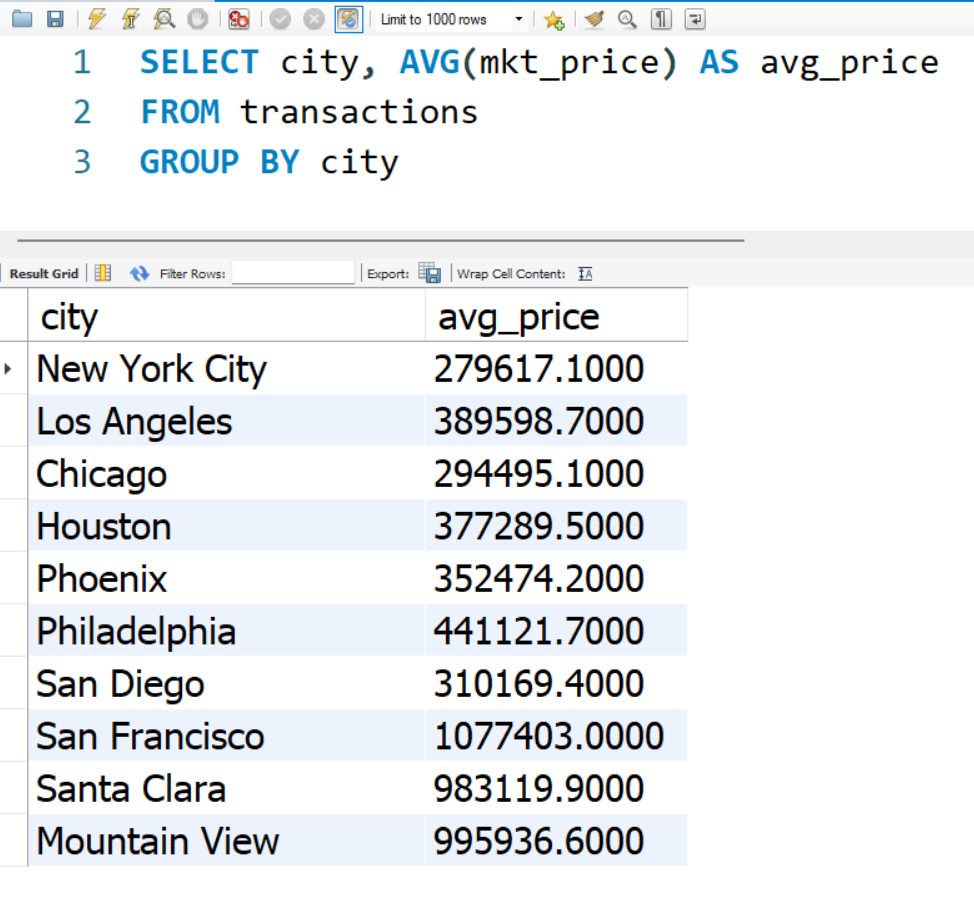 Limit to 1000 rows
1 SELECT city, AVG(mkt_price) AS avg_price
2 FROM transactions
3 GROUP BY city
Result Grid Filter Rows: Export: Wrap Cell Content:
city avg_price
New York City 279617.1000
Los Angeles 389598.7000
Chicago 294495.1000
Houston 377289.5000
Phoenix 352474.2000
Philadelphia 441121.7000
San Diego 310169.4000
San Francisco 1077403.0000
Santa Clara 983119.9000
Mountain View 995936.6000